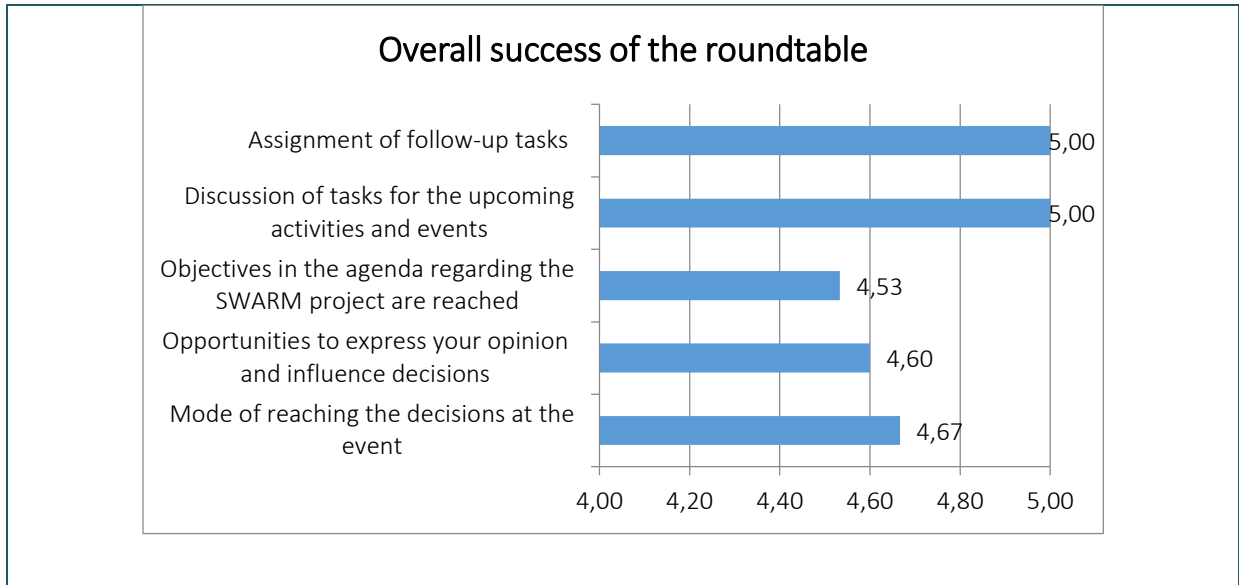 Overall success of the roundtable
Assignment of follow-up tasks
5,00
Discussion of tasks for the upcoming
activities and events
5,00
Objectives in the agenda regarding the
SWARM project are reached
4,53
Opportunities to express your opinion
and influence decisions
4,60
Mode of reaching the decisions at the
event
4,67
4,00 4,20 4,40 4,60 4,80 5,00